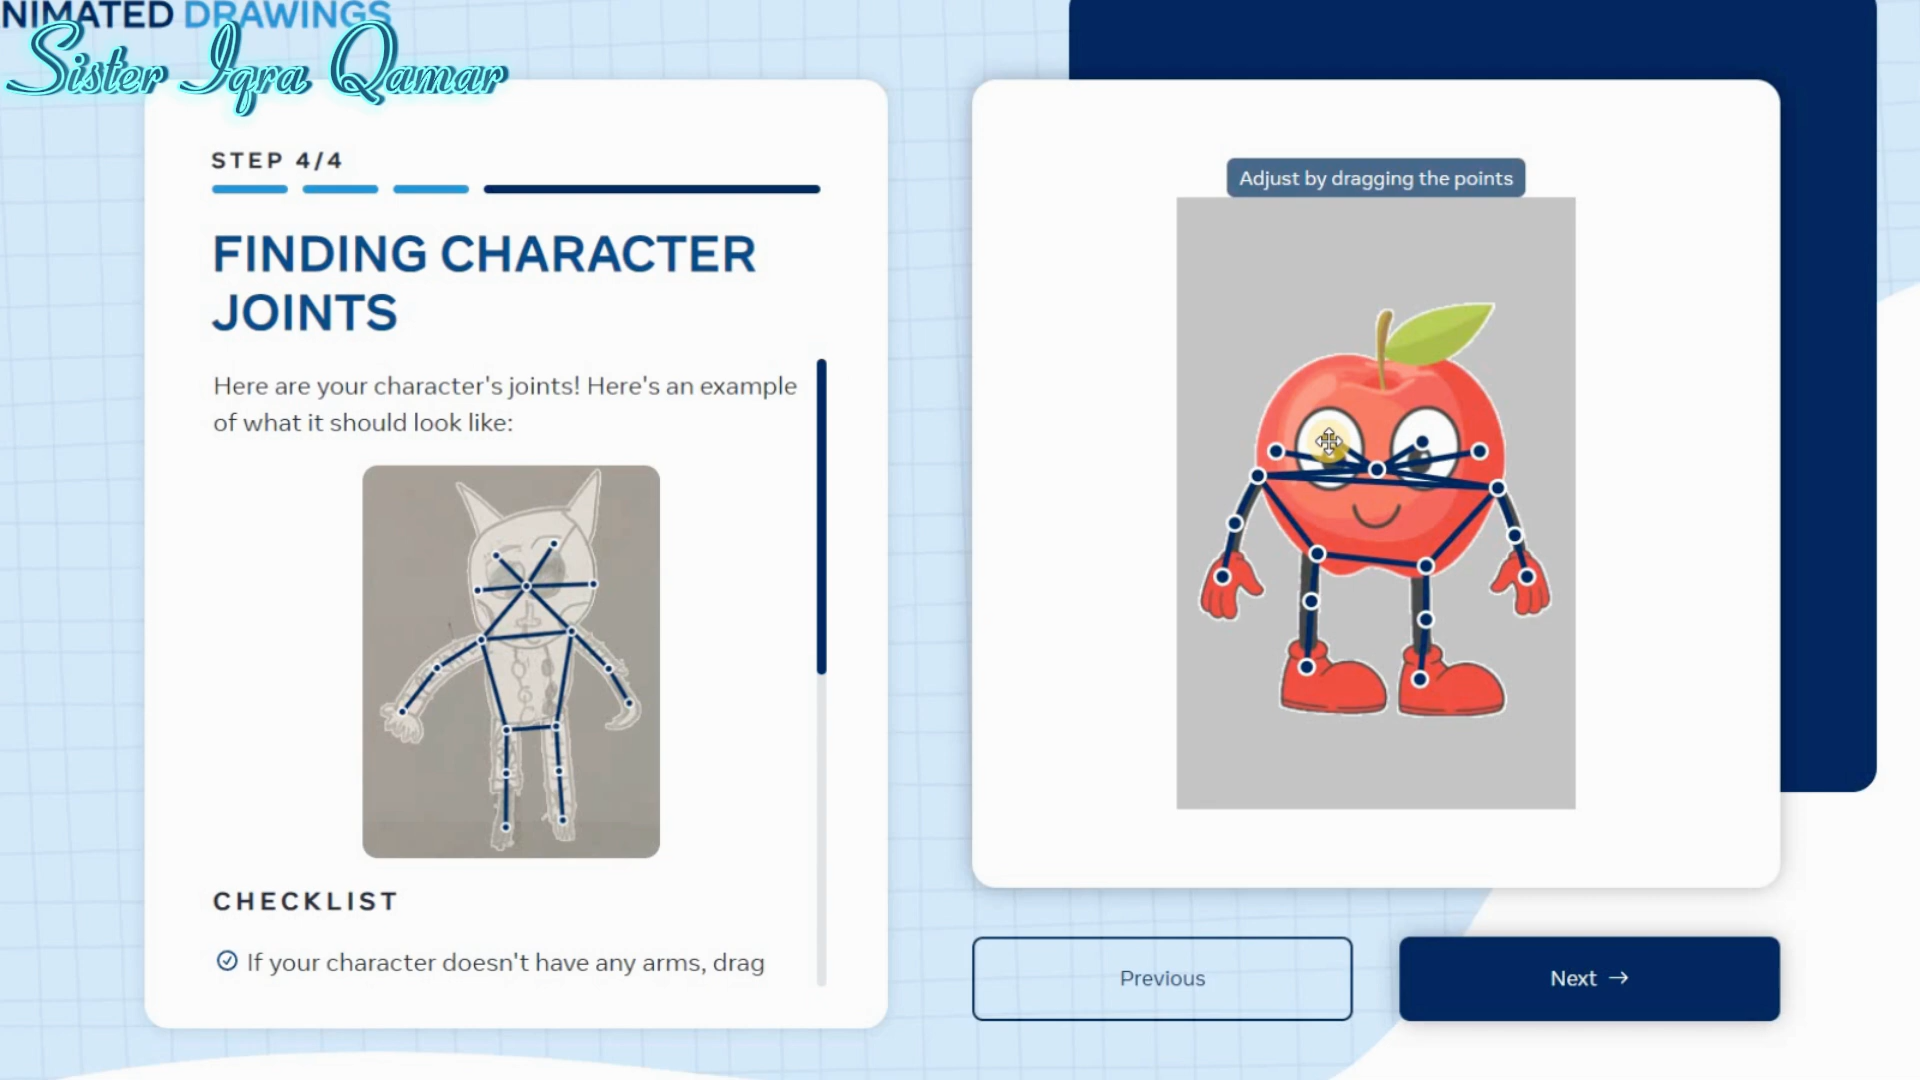 NIMATED DRAWINGS
Sister Iqra Qamar
STEP 4/4
FINDING CHARACTER
JOINTS
Here are your character's joints! Here's an example
of what it should look like:
CHECKLIST
If your character doesn't have any arms, drag
Adjust by dragging the points
Previous
Next →